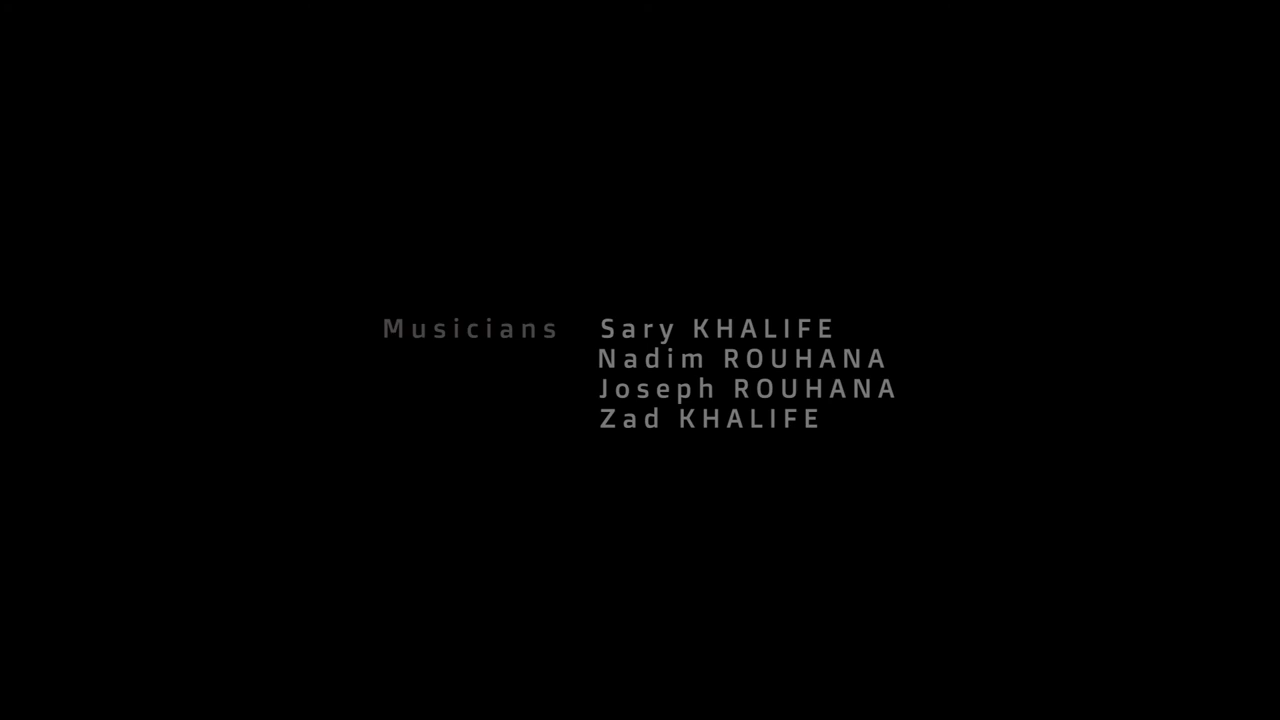 Musicians Sary KHALIFE
Nadim ROUHANA
Joseph ROUHANA
Zad KHALIFE